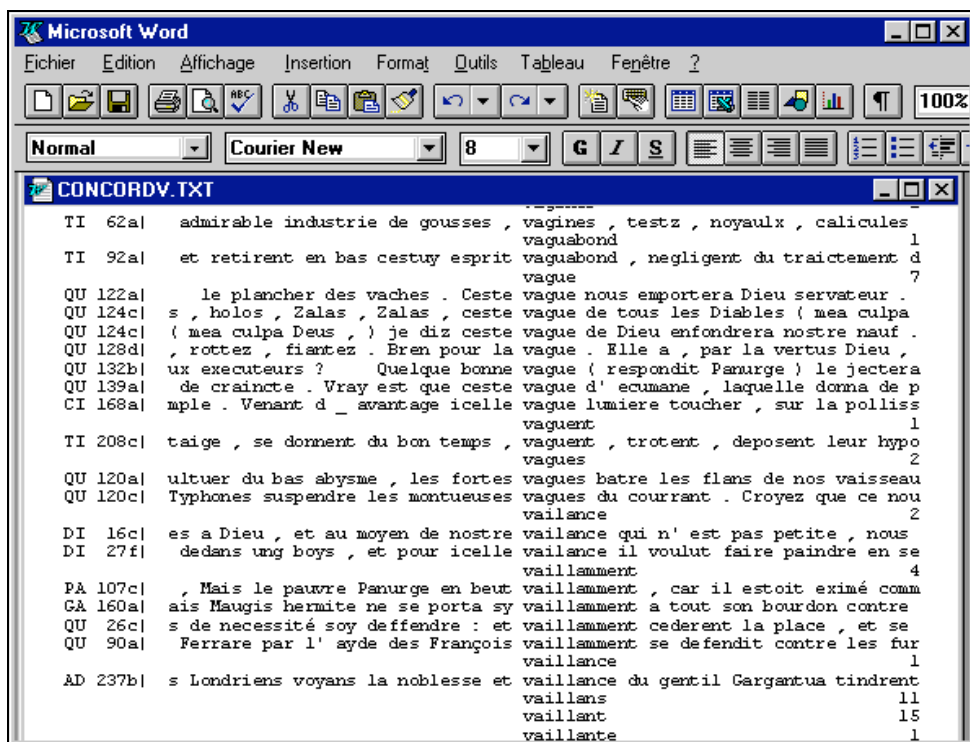 Microsoft Word
Fichier Edition Affichage Insertion Format Outils Tableau Fenêtre ?
ABC 100%
Normal Courier New 8 G I S
CONCORDV.TXT
TI 62a| admirable industrie de gousses , vagines , testz , noyaulx , calicules
vaguabond 1
TI 92a| et retirent en bas cestuy esprit vaguabond , negligent du traictement d
vague 7
QU 122a| le plancher des vaches . Ceste vague nous emportera Dieu servateur .
QU 124c| s , holos , Zalas , Zalas , ceste vague de tous les Diables ( mea culpa
QU 124c| ( mea culpa Deus , ) je diz ceste vague de Dieu enfondrera nostre nauf .
QU 128d| , rottez , fiantez . Bren pour la vague . Elle a , par la vertus Dieu ,
QU 132b| ux executeurs ? Quelque bonne vague ( respondit Panurge ) le jectera
QU 139a| de craincte . Vray est que ceste vague d' ecumane , laquelle donna de p
CI 168a| mple . Venant d _ avantage icelle vague lumiere toucher , sur la polliss
vaguent 1
TI 208c| taige , se donnent du bon temps , vaguent , trotent , deposent leur hypo
vagues 2
QU 120a| ultuer du bas abysme , les fortes vagues batre les flans de nos vaisseau
QU 120c| Typhones suspendre les montueuses vagues du courrant . Croyez que ce nou
vailance 2
DI 16c| es a Dieu , et au moyen de nostre vailance qui n' est pas petite , nous
DI 27f| dedans ung boys , et pour icelle vailance il voulut faire paindre en se
vaillamment 4
PA 107c| , Mais le pauvre Panurge en beut vaillamment , car il estoit eximé comm
GA 160a| ais Maugis hermite ne se porta sy vaillamment a tout son bourdon contre
QU 26c| s de necessité soy deffendre : et vaillamment cederent la place , et se
QU 90a| Ferrare par l' ayde des François vaillamment se defendit contre les fur
vaillance 1
AD 237b| s Londriens voyans la noblesse et vaillance du gentil Gargantua tindrent
vaillans 11
vaillant 15
vaillante 1